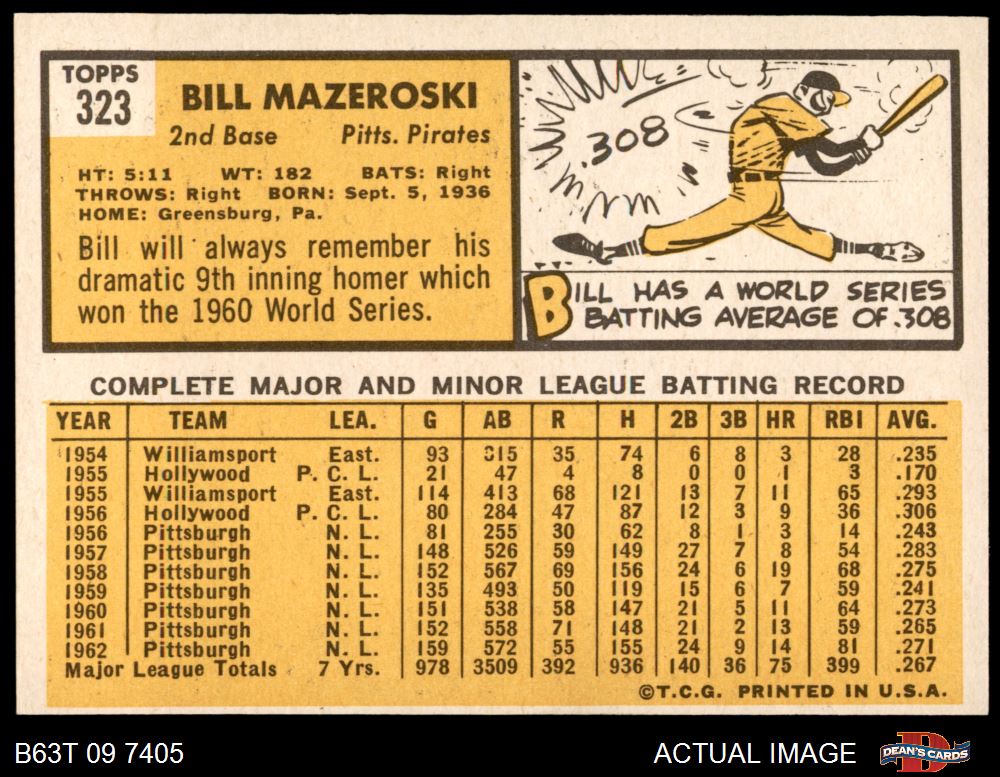 TOPPS
323
BILL MAZEROSKI
2nd Base Pitts. Pirates
HT: 5:11 WT: 182 BATS: Right
THROWS: Right BORN: Sept. 5, 1936
HOME: Greensburg, Pa.
Bill will always remember his
dramatic 9th inning homer which
won the 1960 World Series.
.308
BILL HAS A WORLD SERIES
BATTING AVERAGE OF .308
COMPLETE MAJOR AND MINOR LEAGUE BATTING RECORD
YEAR TEAM LEA. G AB R H 2B 3B HR RBI AVG.
1954 Williamsport East. 93 315 35 74 6 8 3 28 .235
1955 Hollywood P. C. L. 21 47 4 8 0 0 1 3 .170
1955 Williamsport East. 114 413 68 121 13 7 11 65 .293
1956 Hollywood P. C. L. 80 284 47 87 12 3 9 36 .306
1956 Pittsburgh N. L. 81 255 30 62 8 1 3 14 .243
1957 Pittsburgh N. L. 148 526 59 149 27 7 8 54 .283
1958 Pittsburgh N. L. 152 567 69 156 24 6 19 68 .275
1959 Pittsburgh N. L. 135 493 50 119 15 6 7 59 .241
1960 Pittsburgh N. L. 151 538 58 147 21 5 11 64 .273
1961 Pittsburgh N. L. 152 558 71 148 21 2 13 59 .265
1962 Pittsburgh N. L. 159 572 55 155 24 9 14 81 .271
Major League Totals 7 Yrs. 978 3509 392 936 140 36 75 399 .267
©T.C.G. PRINTED IN U.S.A.
B63T 09 7405 ACTUAL IMAGE DEAN'S CARDS